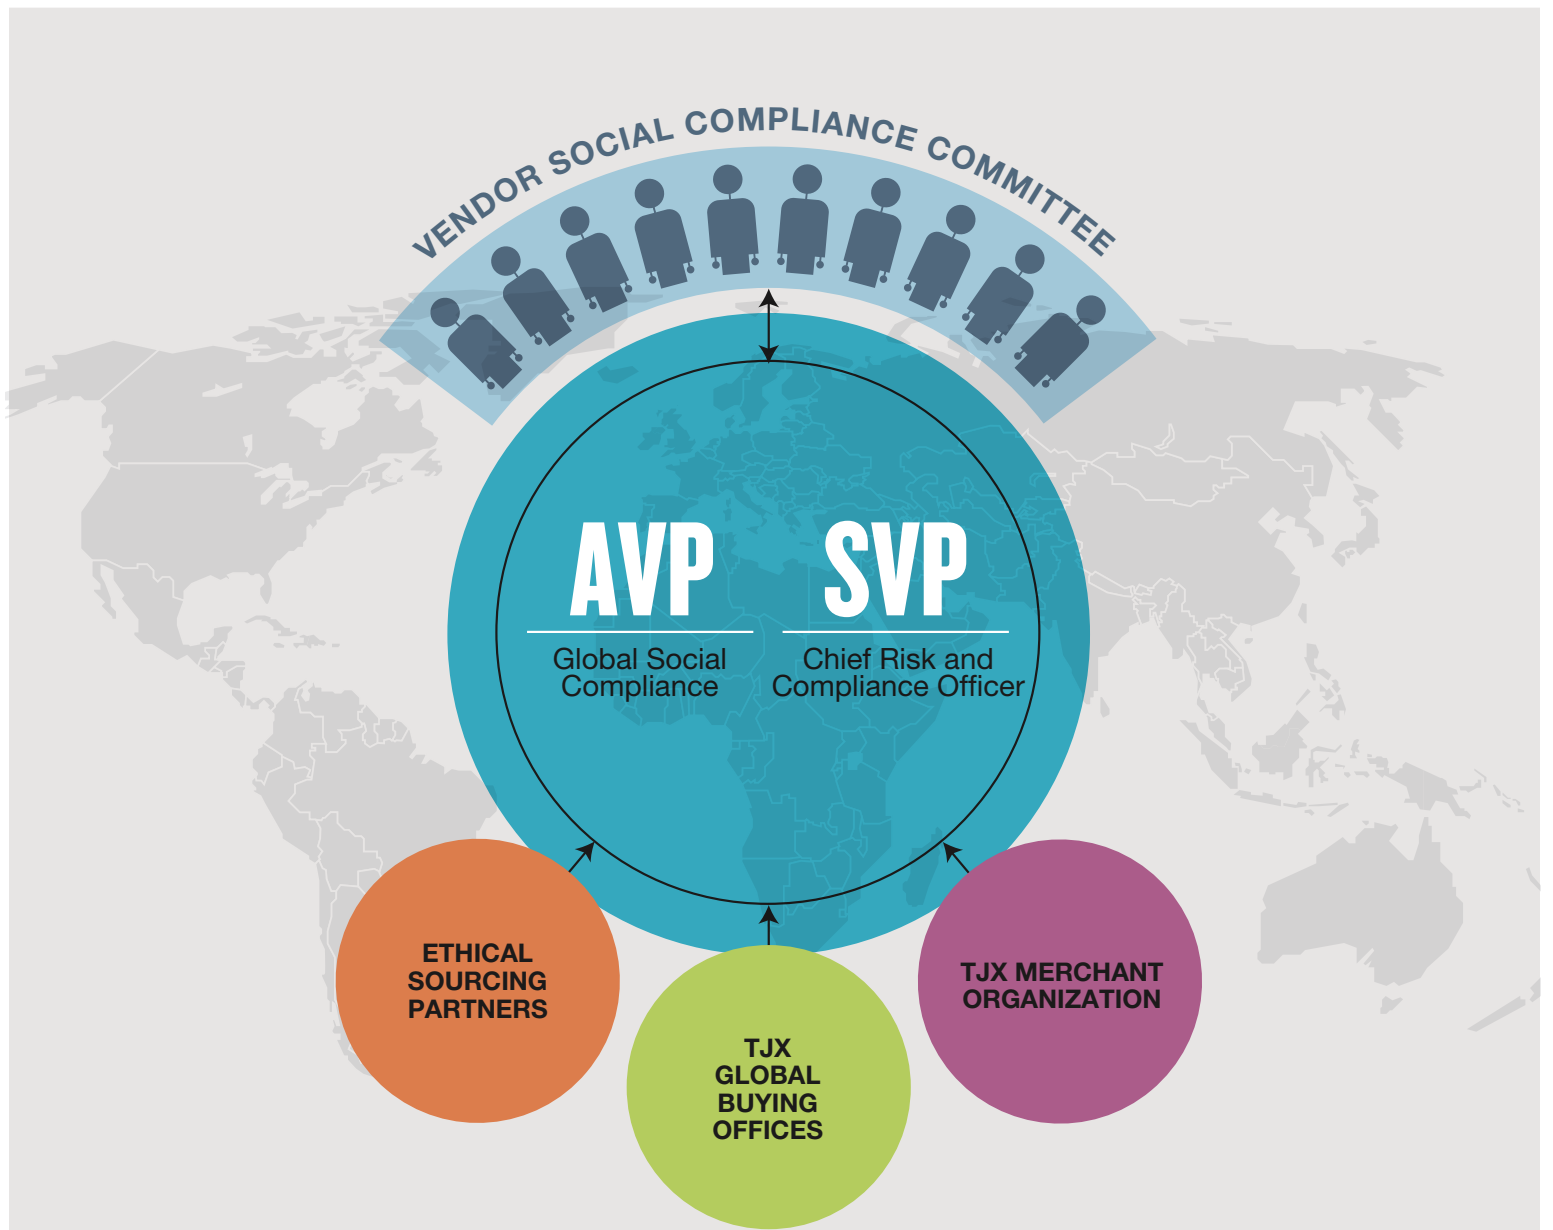 VENDOR SOCIAL COMPLIANCE COMMITTEE
AVP
Global Social
Compliance
SVP
Chief Risk and
Compliance Officer
ETHICAL
SOURCING
PARTNERS
TJX
GLOBAL
BUYING
OFFICES
TJX MERCHANT
ORGANIZATION